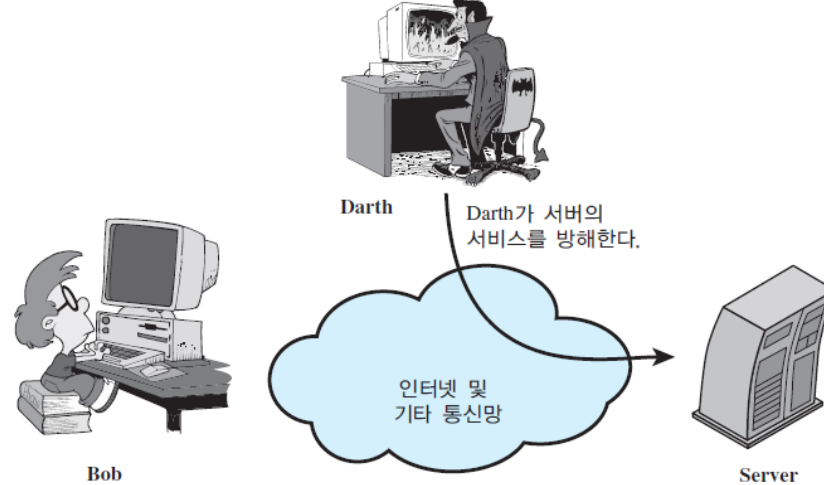 Darth
Darth가 서버의
서비스를 방해한다.
인터넷 및
기타 통신망
Bob
Server